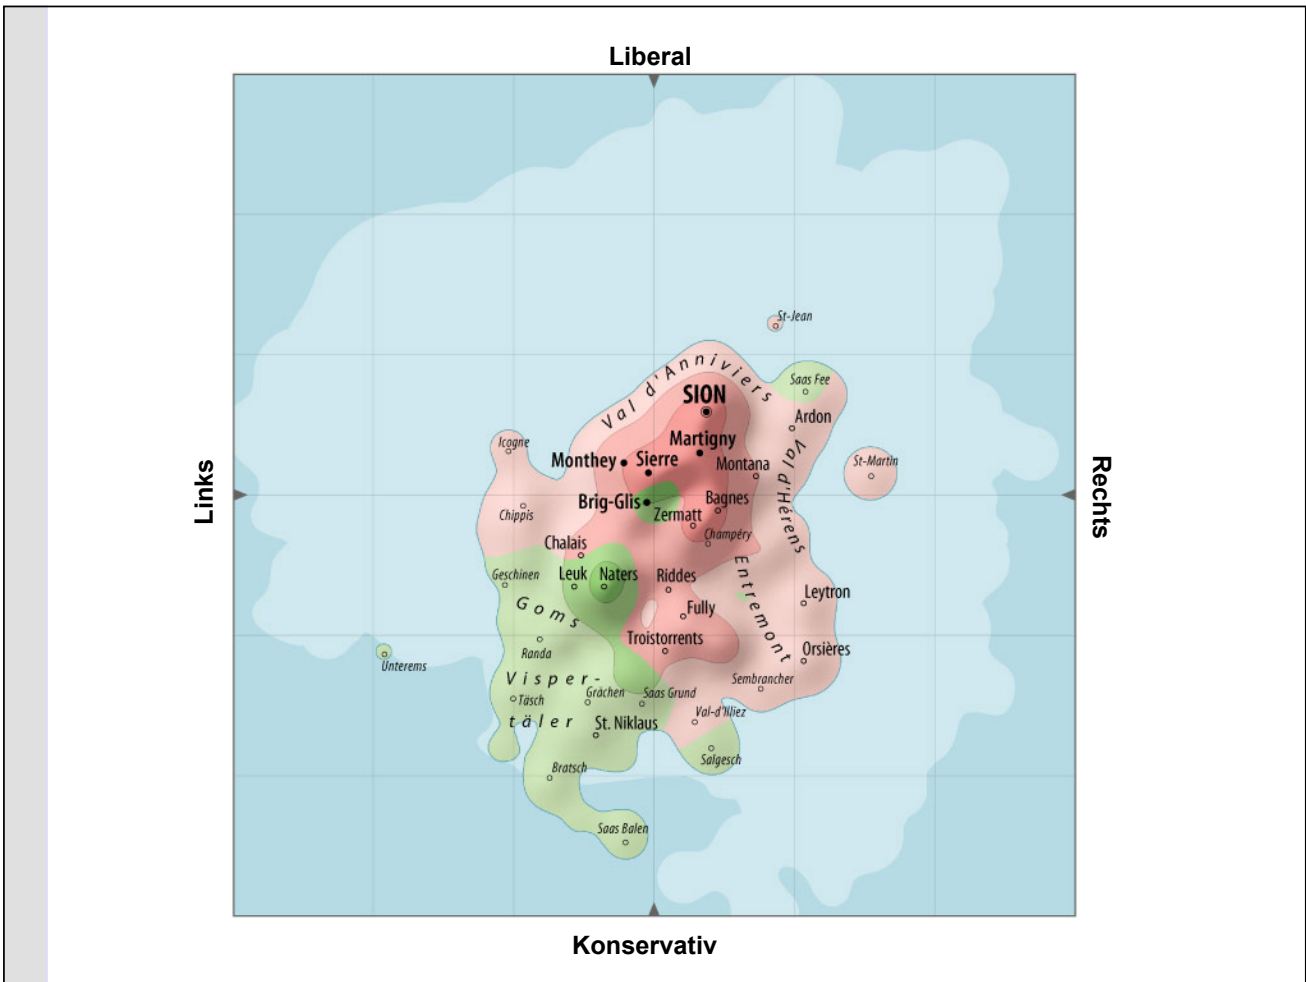 Liberal
St-Jean
Val d'Anniviers
Saas Fee
SION
Ardon
Martigny
Icogne
Monthey
Sierre
Montana
Val d'Hérens
St-Martin
Links
Rechts
Brig-Glis
Bagnes
Zermatt
Chippis
Champéry
Chalais
Geschinen
Leuk
Naters
Riddes
Entremont
Leytron
Goms
Fully
Troistorrents
Randa
Orsières
Unterems
Visper-
täler
Sembrancher
Täsch
Grächen
Saas Grund
Val-d'Illiez
St. Niklaus
Salgesch
Bratsch
Saas Balen
Konservativ